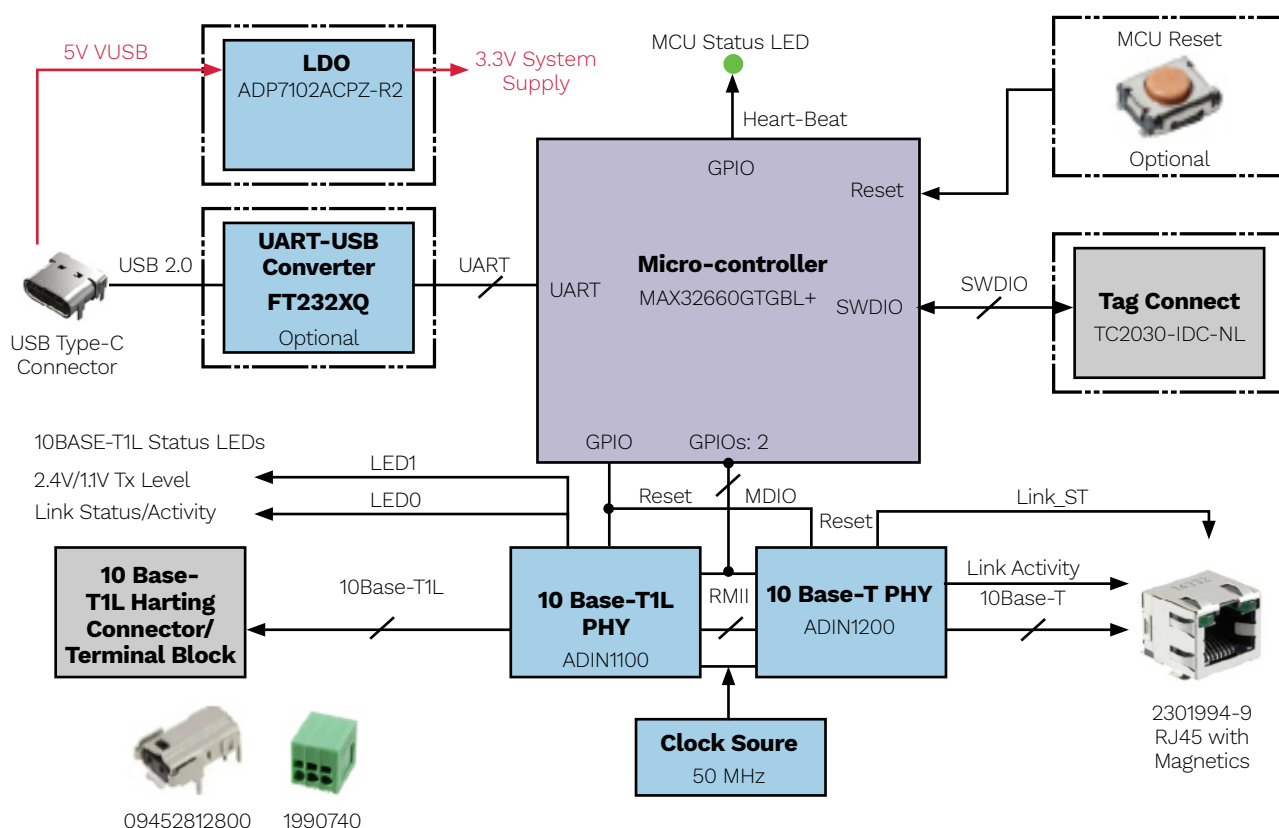 5V VUSB
LDO
ADP7102ACPZ-R2
3.3V System
Supply
MCU Status LED
Heart-Beat
MCU Reset
Optional
GPIO
Reset
UART-USB
Converter
FT232XQ
Optional
USB 2.0
UART
UART
Micro-controller
MAX32660GTGBL+
SWDIO
SWDIO
Tag Connect
TC2030-IDC-NL
USB Type-C
Connector
GPIO
GPIOs: 2
10BASE-T1L Status LEDs
2.4V/1.1V Tx Level
Link Status/Activity
LED1
LED0
Reset
MDIO
Reset
Link_ST
10 Base-
T1L Harting
Connector/
Terminal Block
10Base-T1L
10 Base-T1L
PHY
ADIN1100
RMII
10 Base-T PHY
ADIN1200
Link Activity
10Base-T
Clock Soure
50 MHz
2301994-9
RJ45 with
Magnetics
09452812800
1990740